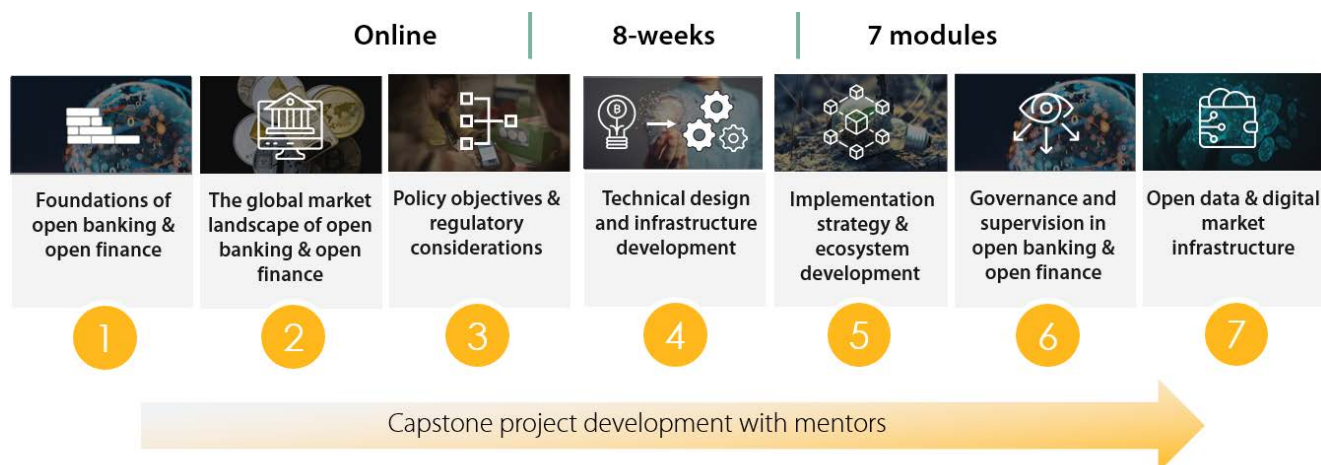 Online
8-weeks
7 modules
Foundations of
open banking &
open finance
The global market
landscape of open
banking & open
finance
Policy objectives &
regulatory
considerations
Technical design
and infrastructure
development
Implementation
strategy &
ecosystem
development
Governance and
supervision in
open banking &
open finance
Open data & digital
market
infrastructure
1
2
3
4
5
6
7
Capstone project development with mentors